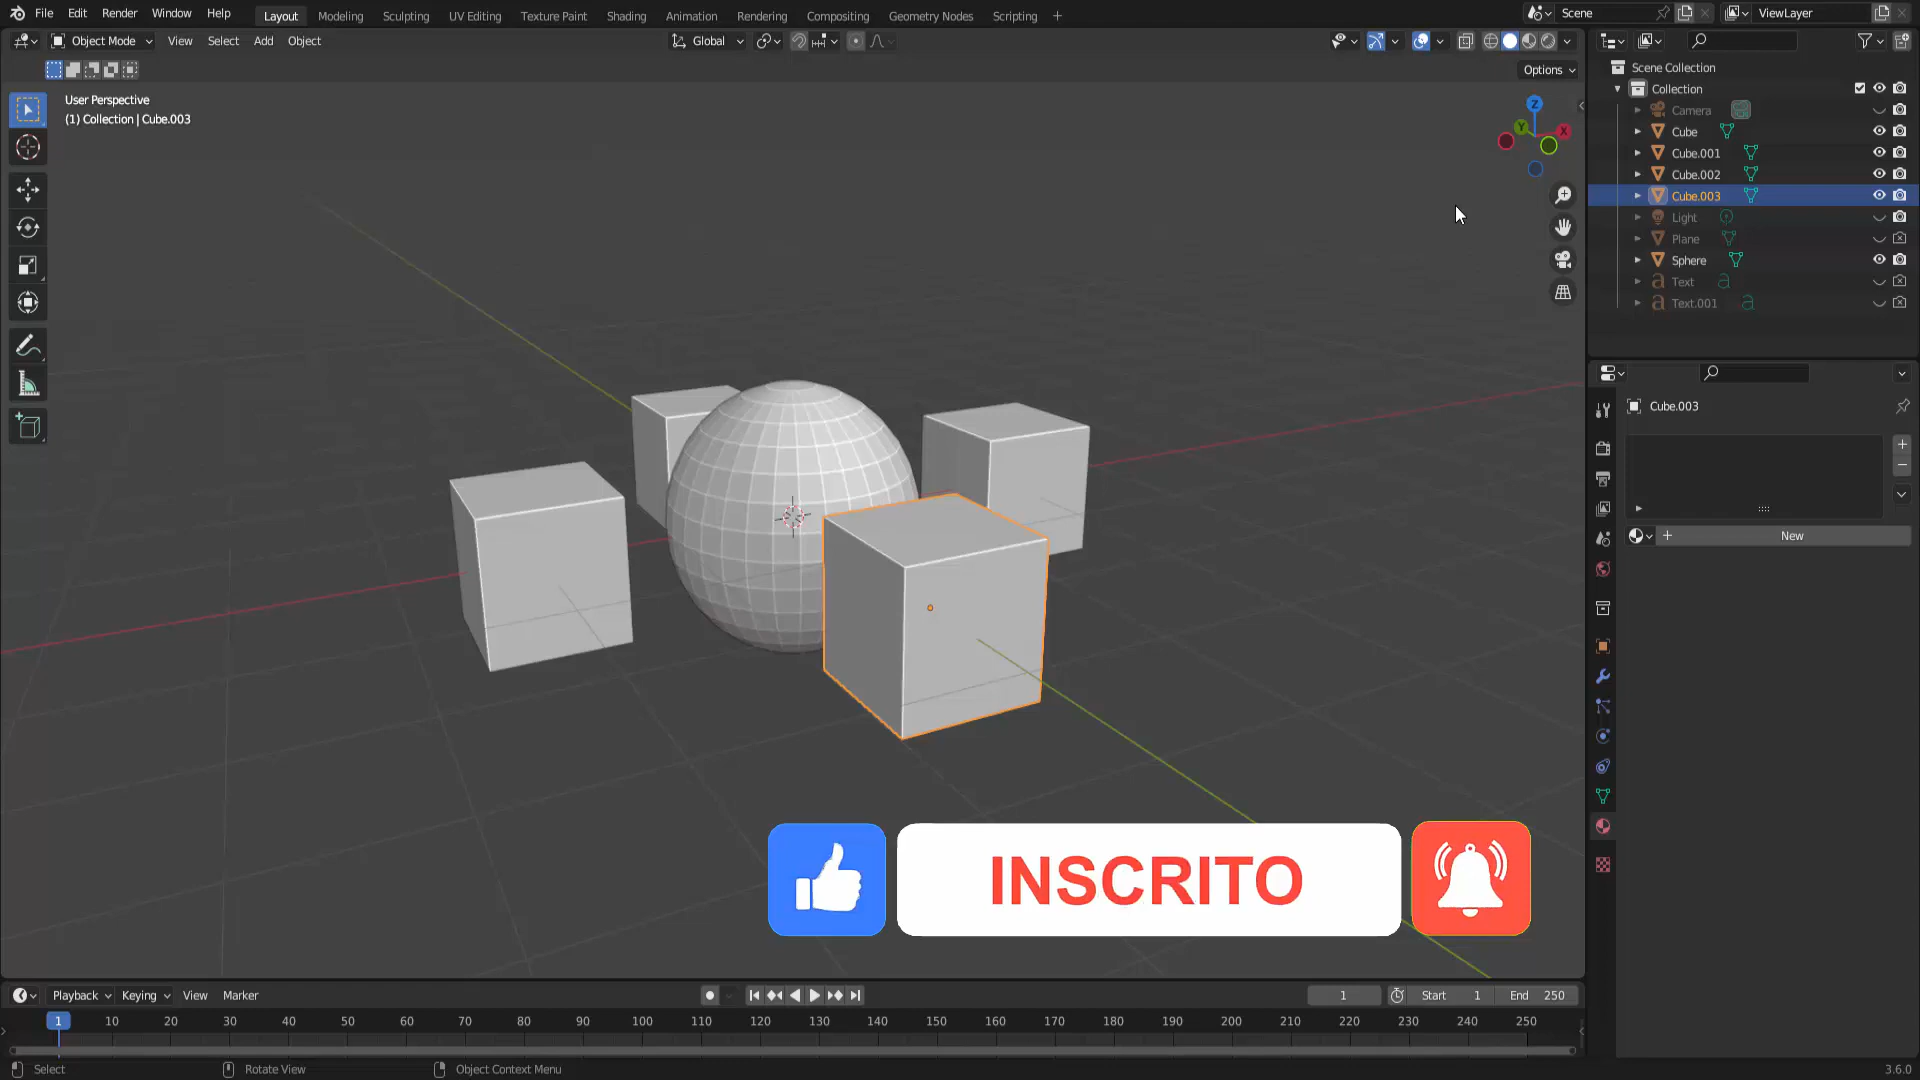 File Edit Render Window Help Layout Modeling Sculpting UV Editing Texture Paint Shading Animation Rendering Compositing Geometry Nodes Scripting + Scene ViewLayer
Object Mode View Select Add Object Global
Options
User Perspective
(1) Collection | Cube.003
Z
Y
X
Scene Collection
Collection
Camera
Cube
Cube.001
Cube.002
Cube.003
Light
Plane
Sphere
Text
Text.001
Cube.003
New
INSCRITO
Playback Keying View Marker 1 Start 1 End 250
1 10 20 30 40 50 60 70 80 90 100 110 120 130 140 150 160 170 180 190 200 210 220 230 240 250
Select Rotate View Object Context Menu 3.6.0